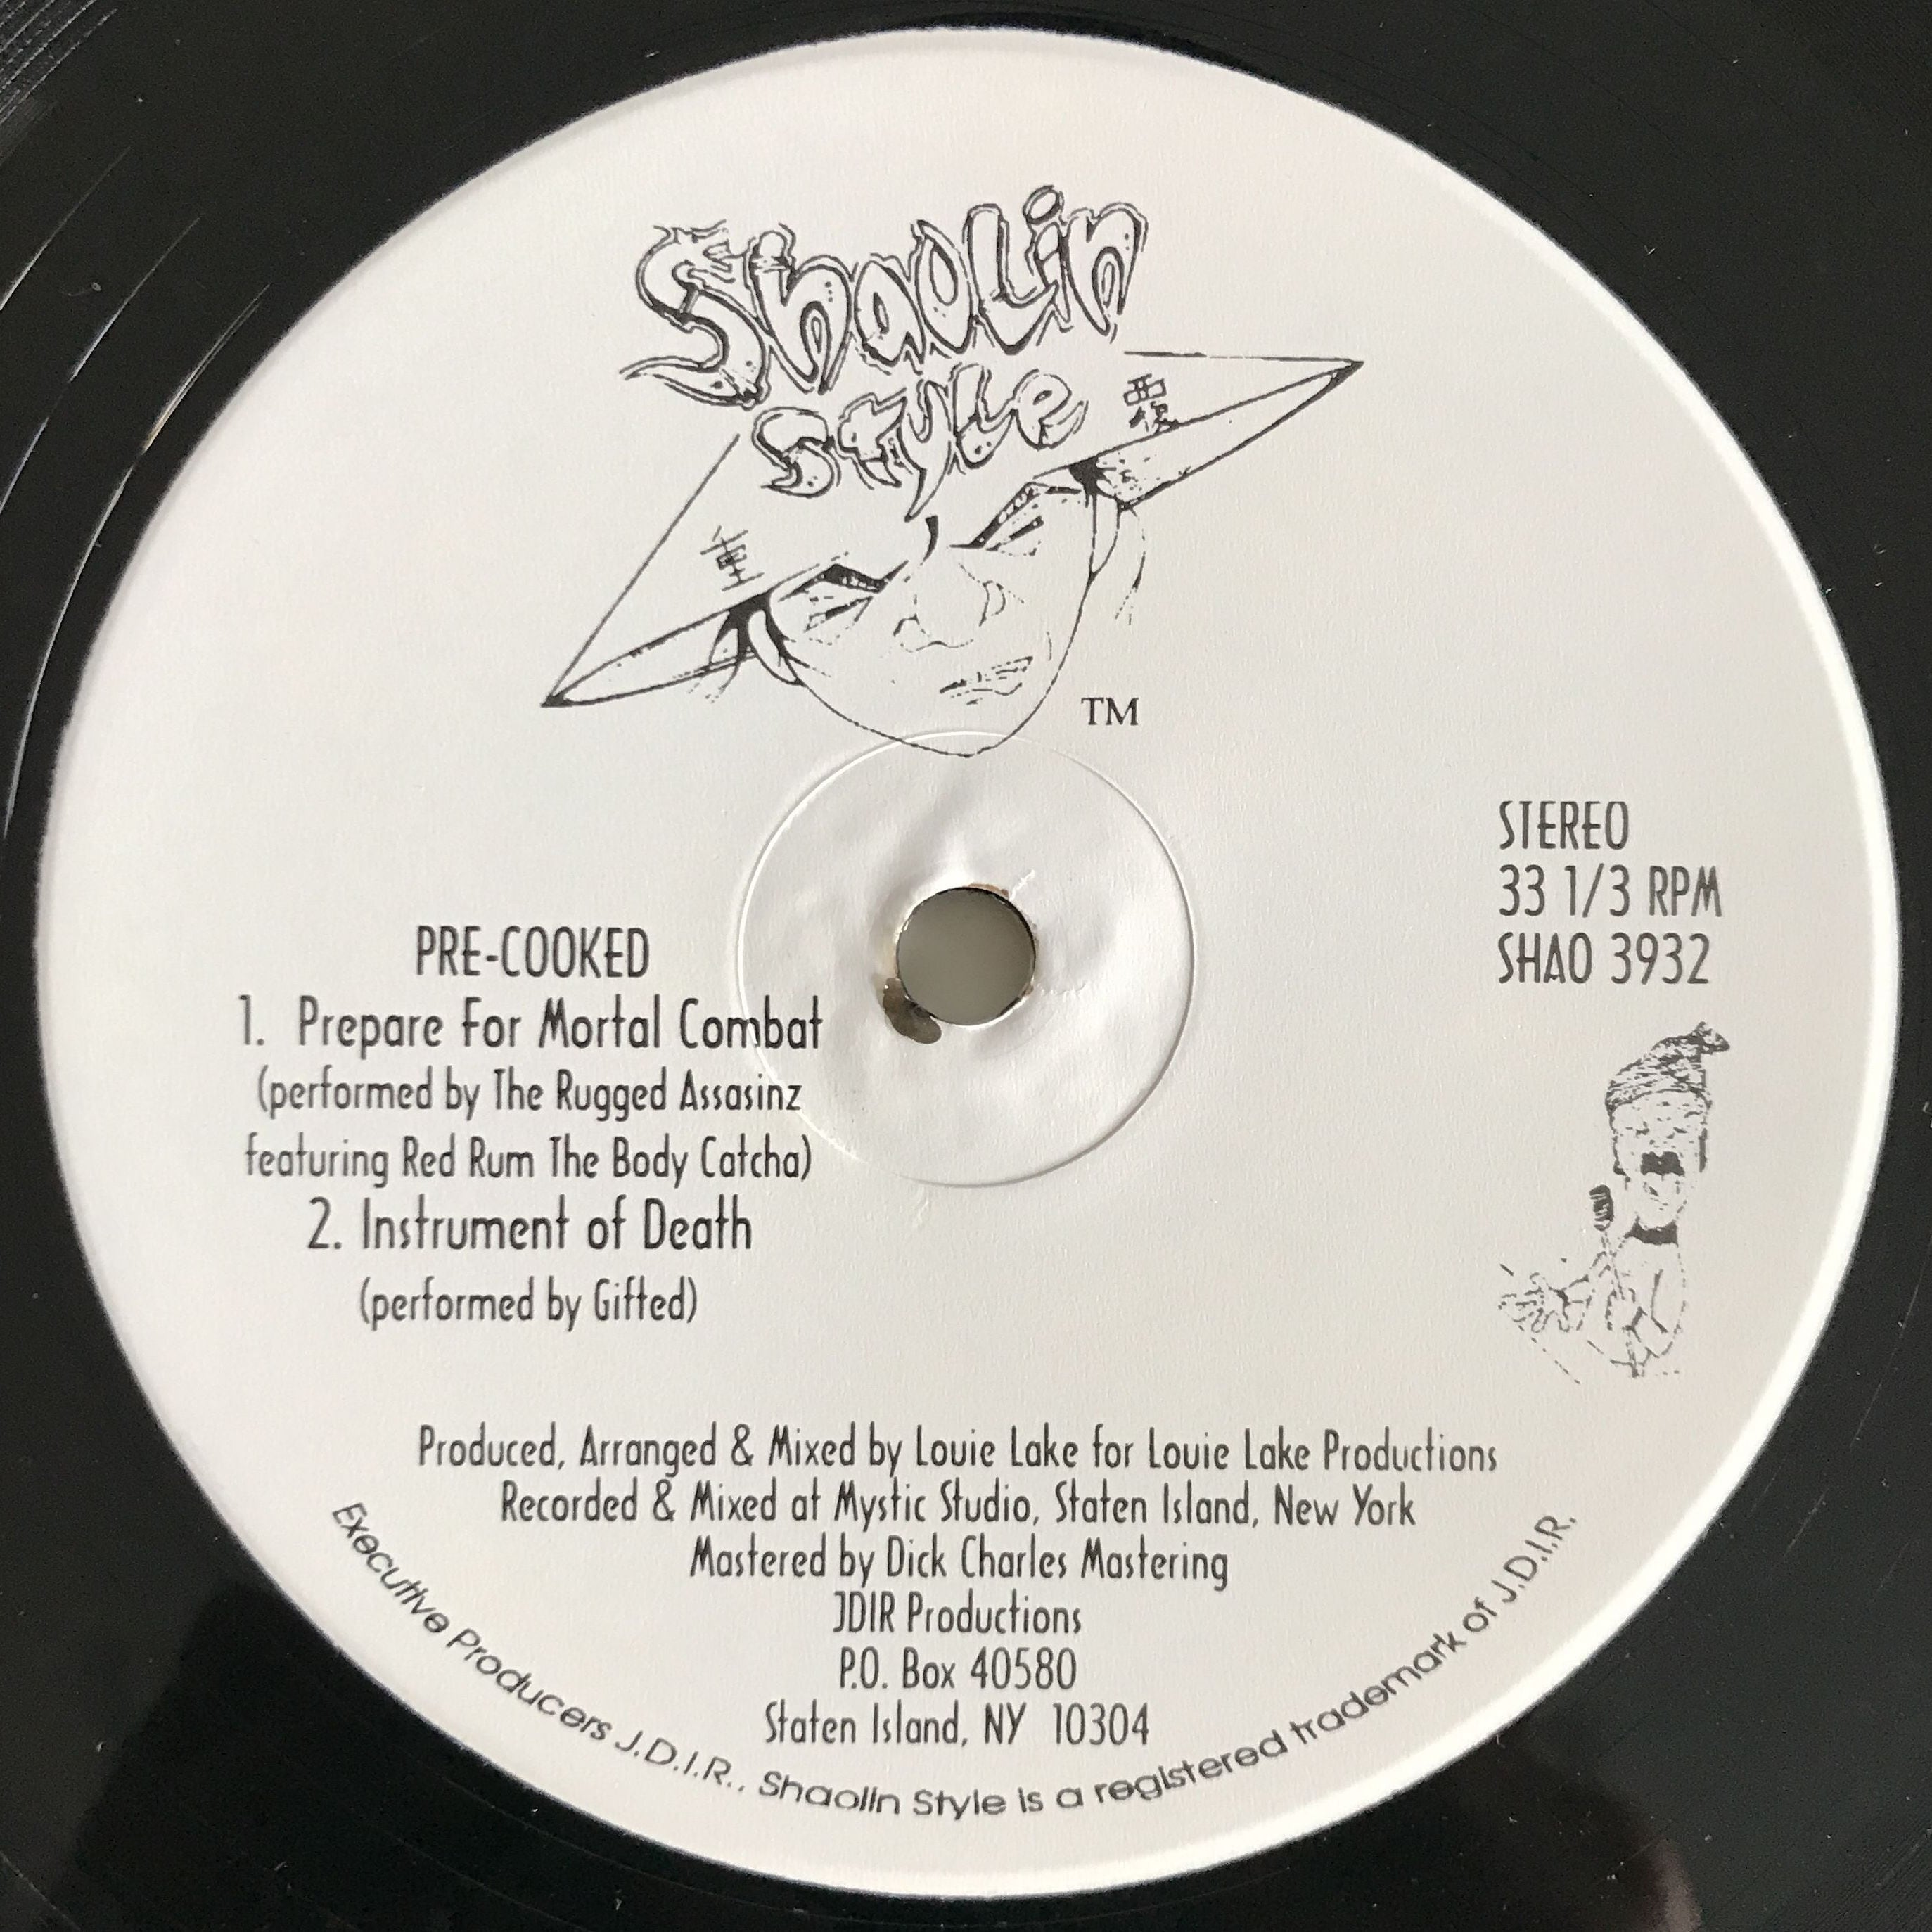 ShaoLin
StyLe
重
TM
STEREO
33 1/3 RPM
SHAO 3932
PRE-COOKED
1. Prepare For Mortal Combat
(performed by The Rugged Assasinz
featuring Red Rum The Body Catcha)
2. Instrument of Death
(performed by Gifted)
Produced, Arranged & Mixed by Louie Lake for Louie Lake Productions
Recorded & Mixed at Mystic Studio, Staten Island, New York
Mastered by Dick Charles Mastering
JDIR Productions
P.O. Box 40580
Staten Island, NY 10304
Executive Producers J.D.I.R.. Shaolin Style is a registered trademark of J.D.I.R.